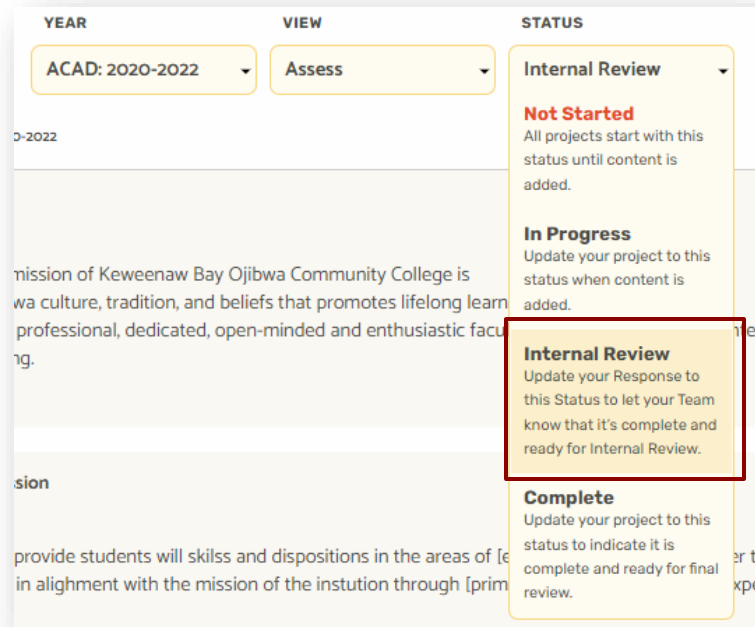 YEAR
VIEW
STATUS
ACAD: 2020-2022
Assess
Internal Review
0-2022
Not Started
All projects start with this
status until content is
added.
In Progress
Update your project to this
status when content is
added.
Internal Review
Update your Response to
this Status to let your Team
know that it's complete and
ready for Internal Review.
Complete
Update your project to this
status to indicate it is
complete and ready for final
review.
mission of Keweenaw Bay Ojibwa Community College is
wa culture, tradition, and beliefs that promotes lifelong learn
professional, dedicated, open-minded and enthusiastic facu
ng.
sion
provide students will skilss and dispositions in the areas of [e
in alighment with the mission of the instution through [prim